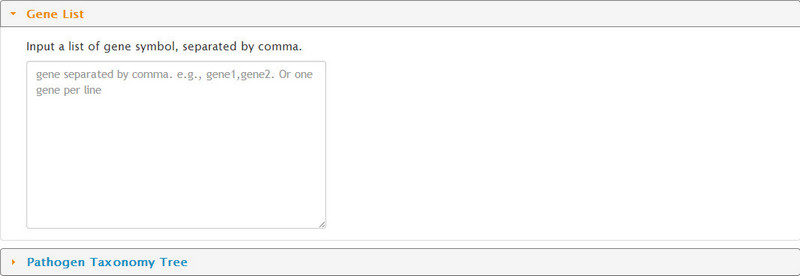 Gene List
Input a list of gene symbol, separated by comma.
gene separated by comma. e.g., gene1,gene2. Or one
gene per line
Pathogen Taxonomy Tree